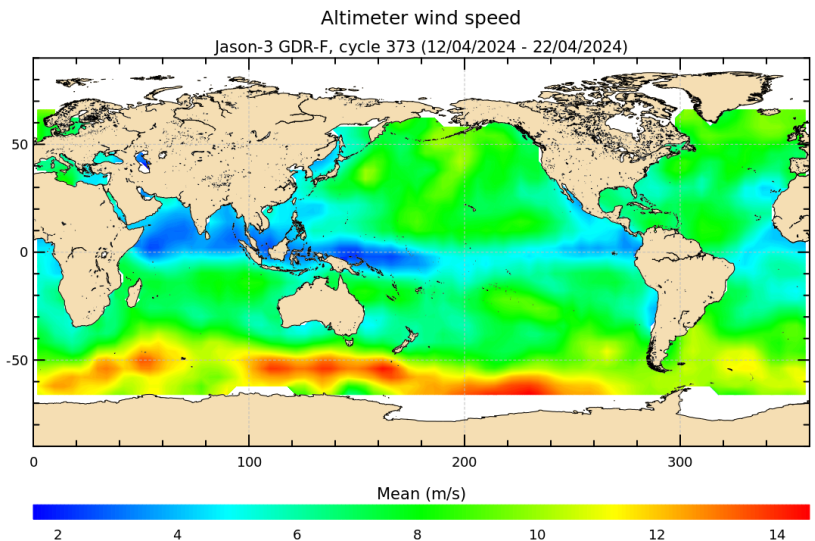 Altimeter wind speed
Jason-3 GDR-F, cycle 373 (12/04/2024 - 22/04/2024)
50
0
-50
0 100 200 300
Mean (m/s)
2 4 6 8 10 12 14